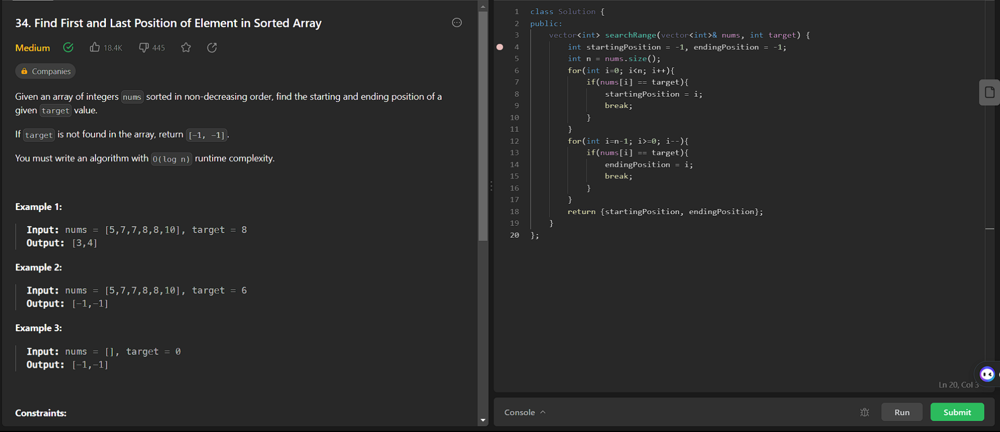 34. Find First and Last Position of Element in Sorted Array
Medium 18.4K 445
Companies
Given an array of integers nums sorted in non-decreasing order, find the starting and ending position of a
given target value.
If target is not found in the array, return [-1, -1].
You must write an algorithm with O(log n) runtime complexity.
Example 1:
Input: nums = [5,7,7,8,8,10], target = 8
Output: [3,4]
Example 2:
Input: nums = [5,7,7,8,8,10], target = 6
Output: [-1,-1]
Example 3:
Input: nums = [], target = 0
Output: [-1,-1]
Constraints:
1 class Solution {
2 public:
3 vector<int> searchRange(vector<int>& nums, int target) {
4 int startingPosition = -1, endingPosition = -1;
5 int n = nums.size();
6 for(int i=0; i<n; i++){
7 if(nums[i] == target){
8 startingPosition = i;
9 break;
10 }
11 }
12 for(int i=n-1; i>=0; i--){
13 if(nums[i] == target){
14 endingPosition = i;
15 break;
16 }
17 }
18 return {startingPosition, endingPosition};
19 }
20 };
Ln 20, Col 3
Console Run Submit